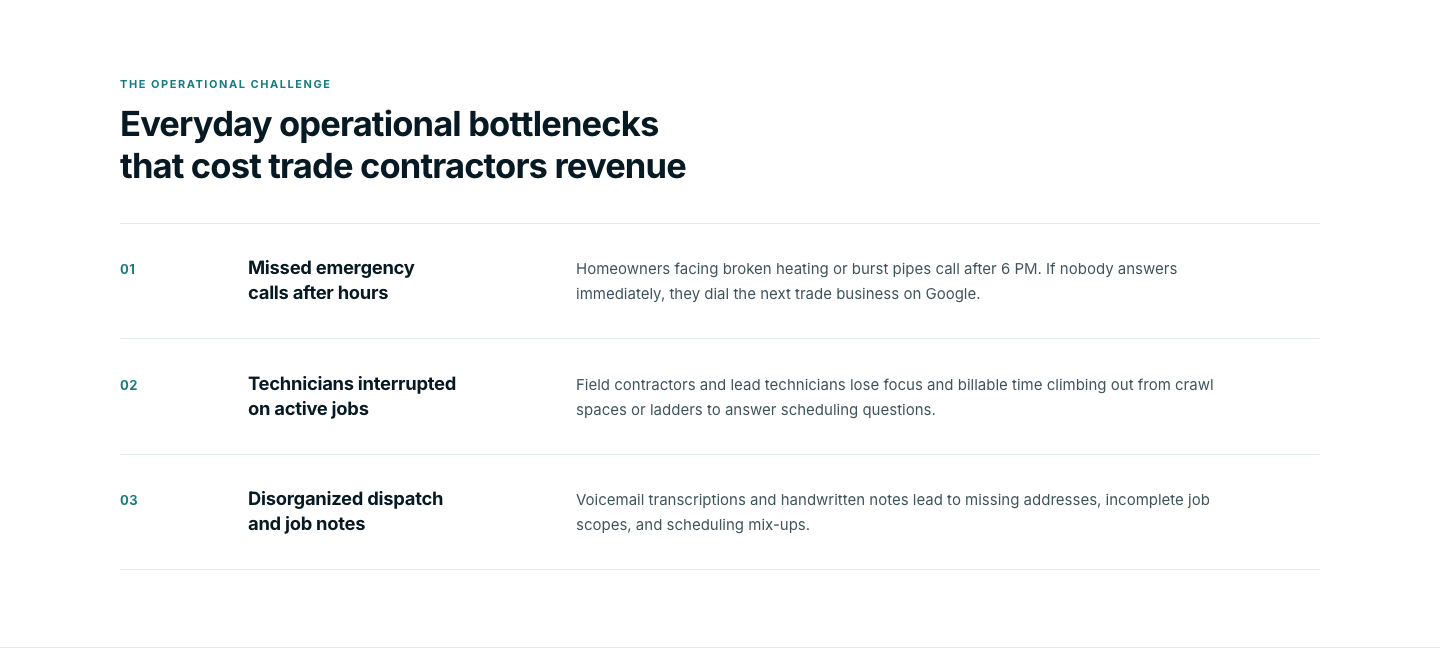 THE OPERATIONAL CHALLENGE
Everyday operational bottlenecks
that cost trade contractors revenue
01
Missed emergency
calls after hours
Homeowners facing broken heating or burst pipes call after 6 PM. If nobody answers
immediately, they dial the next trade business on Google.
02
Technicians interrupted
on active jobs
Field contractors and lead technicians lose focus and billable time climbing out from crawl
spaces or ladders to answer scheduling questions.
03
Disorganized dispatch
and job notes
Voicemail transcriptions and handwritten notes lead to missing addresses, incomplete job
scopes, and scheduling mix-ups.